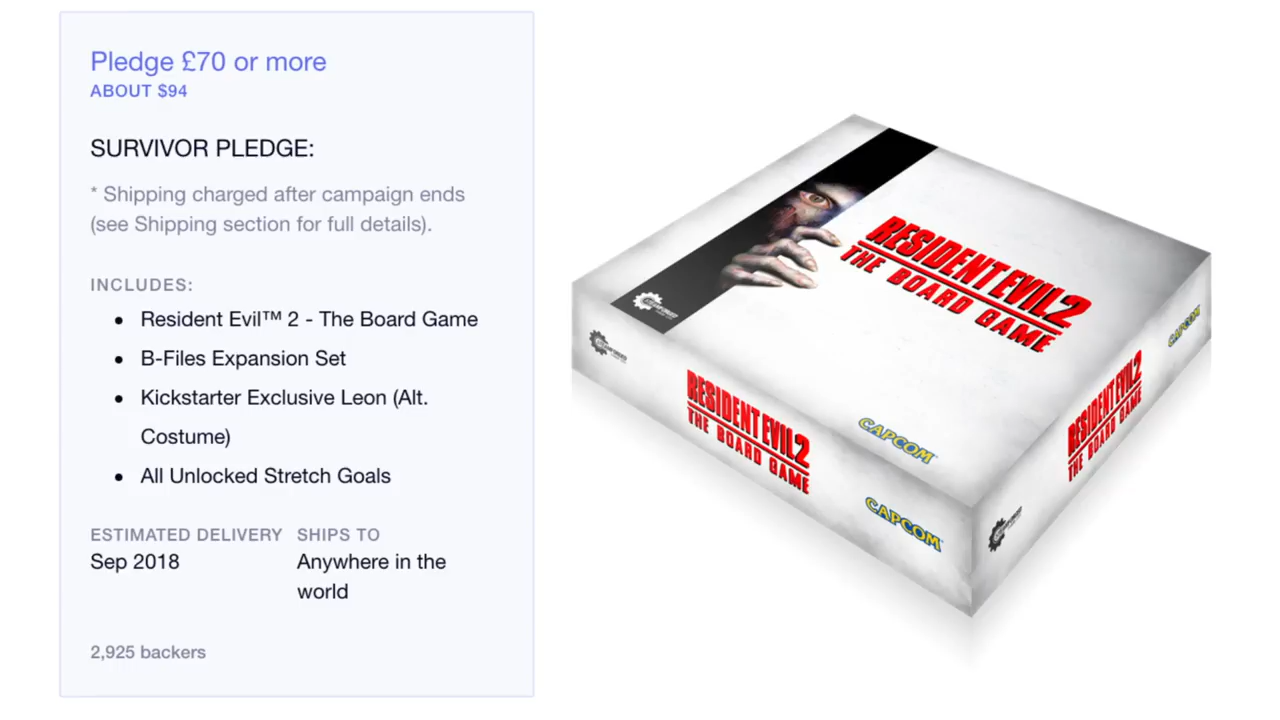 Pledge £70 or more
ABOUT $94
SURVIVOR PLEDGE:
* Shipping charged after campaign ends
(see Shipping section for full details).
INCLUDES:
Resident Evil™ 2 - The Board Game
B-Files Expansion Set
Kickstarter Exclusive Leon (Alt.
Costume)
All Unlocked Stretch Goals
ESTIMATED DELIVERY
Sep 2018
SHIPS TO
Anywhere in the
world
2,925 backers
RESIDENT EVIL 2
THE BOARD GAME
CAPCOM
RESIDENT EVIL 2
THE BOARD GAME
CAPCOM
RESIDENT EVIL 2
THE BOARD GAME
CAPCOM